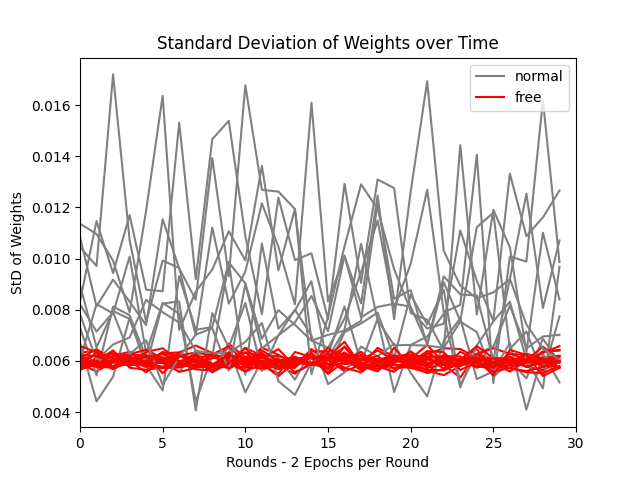 Standard Deviation of Weights over Time
normal
free
StD of Weights
0.016
0.014
0.012
0.010
0.008
0.006
0.004
0 5 10 15 20 25 30
Rounds - 2 Epochs per Round